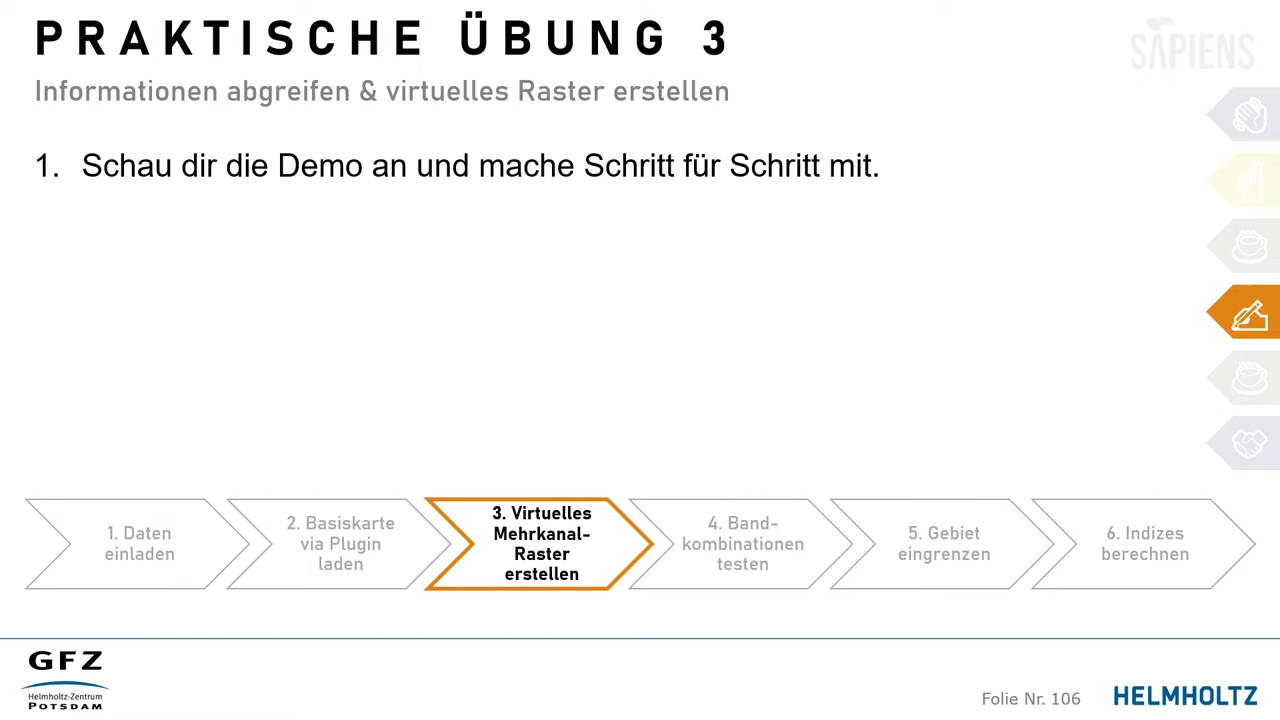 PRAKTISCHE ÜBUNG 3
SAPIENS
Informationen abgreifen & virtuelles Raster erstellen
1. Schau dir die Demo an und mache Schritt für Schritt mit.
1. Daten
einladen
2. Basiskarte
via Plugin
laden
3. Virtuelles
Mehrkanal-
Raster
erstellen
4. Band-
kombinationen
testen
5. Gebiet
eingrenzen
6. Indizes
berechnen
GFZ
Helmholtz-Zentrum
POTSDAM
Folie Nr. 106
HELMHOLTZ